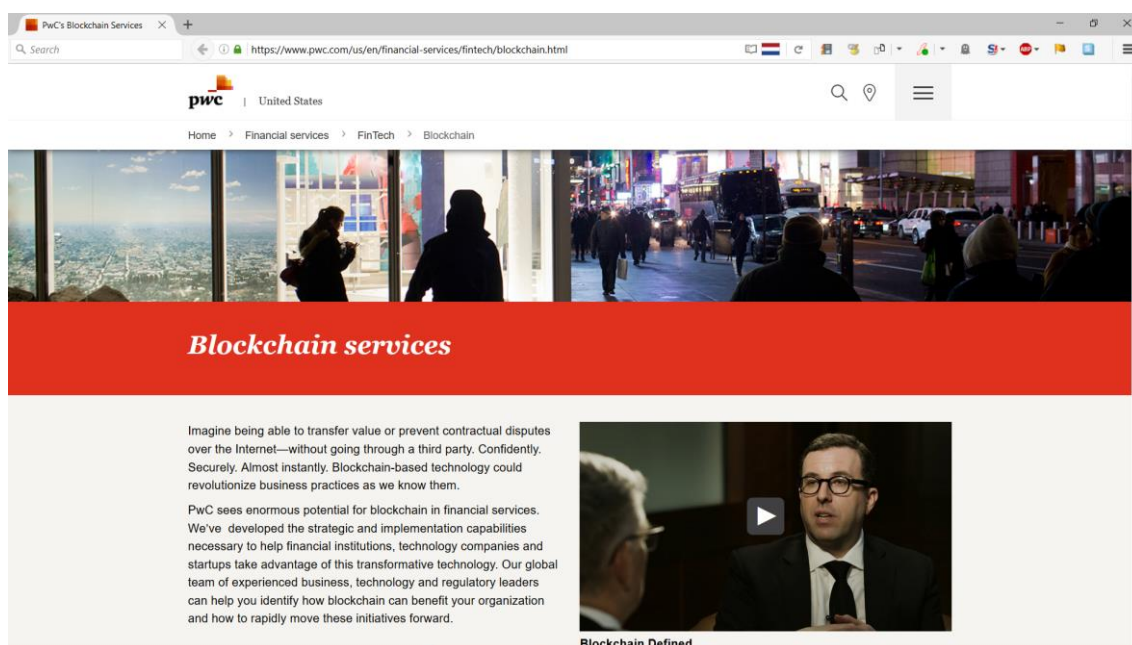 PwC's Blockchain Services
Search
https://www.pwc.com/us/en/financial-services/fintech/blockchain.html
ABP
pwc | United States
Home > Financial services > FinTech > Blockchain
Blockchain services
Imagine being able to transfer value or prevent contractual disputes
over the Internet—without going through a third party. Confidently.
Securely. Almost instantly. Blockchain-based technology could
revolutionize business practices as we know them.
PwC sees enormous potential for blockchain in financial services.
We've developed the strategic and implementation capabilities
necessary to help financial institutions, technology companies and
startups take advantage of this transformative technology. Our global
team of experienced business, technology and regulatory leaders
can help you identify how blockchain can benefit your organization
and how to rapidly move these initiatives forward.
Blockchain Defined